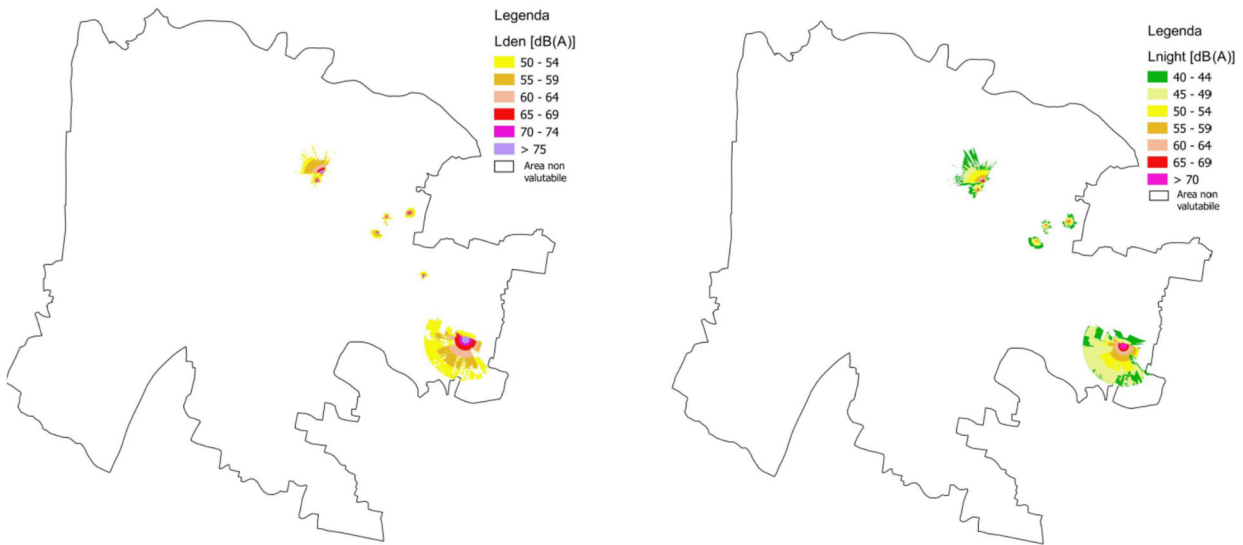 Legenda
Lden [dB(A)]
50 - 54
55 - 59
60 - 64
65 - 69
70 - 74
> 75
Area non
valutabile
Legenda
Lnight [dB(A)]
40 - 44
45 - 49
50 - 54
55 - 59
60 - 64
65 - 69
> 70
Area non
valutabile